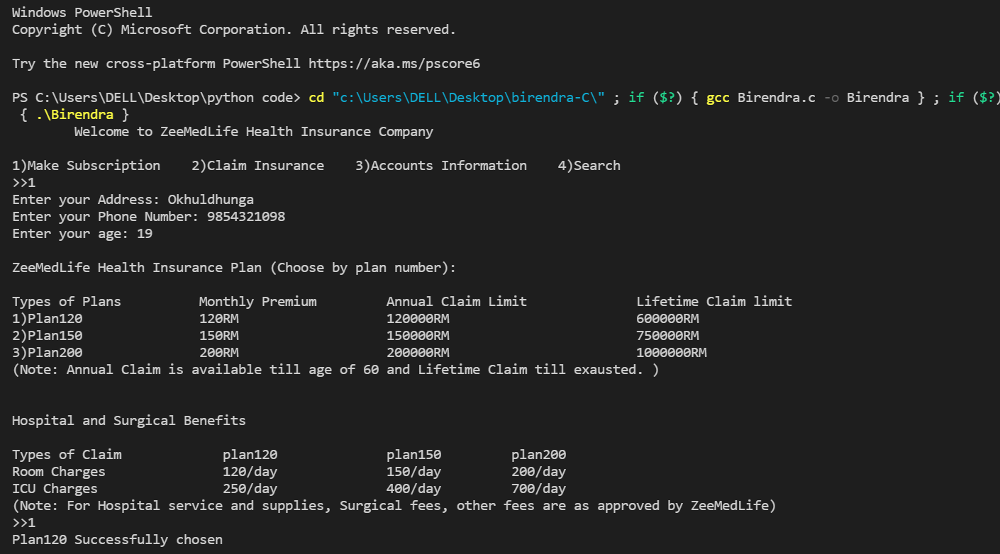 Windows PowerShell
Copyright (C) Microsoft Corporation. All rights reserved.
Try the new cross-platform PowerShell https://aka.ms/pscore6
PS C:\Users\DELL\Desktop\python code> cd "c:\Users\DELL\Desktop\birendra-C\" ; if ($?) { gcc Birendra.c -o Birendra } ; if ($?)
{ .\Birendra }
Welcome to ZeeMedLife Health Insurance Company
1)Make Subscription    2)Claim Insurance    3)Accounts Information    4)Search
>>1
Enter your Address: Okhuldhunga
Enter your Phone Number: 9854321098
Enter your age: 19
ZeeMedLife Health Insurance Plan (Choose by plan number):
Types of Plans          Monthly Premium         Annual Claim Limit              Lifetime Claim limit
1)Plan120               120RM                   120000RM                        600000RM
2)Plan150               150RM                   150000RM                        750000RM
3)Plan200               200RM                   200000RM                        1000000RM
(Note: Annual Claim is available till age of 60 and Lifetime Claim till exausted. )
Hospital and Surgical Benefits
Types of Claim             plan120              plan150         plan200
Room Charges               120/day              150/day         200/day
ICU Charges                250/day              400/day         700/day
(Note: For Hospital service and supplies, Surgical fees, other fees are as approved by ZeeMedLife)
>>1
Plan120 Successfully chosen